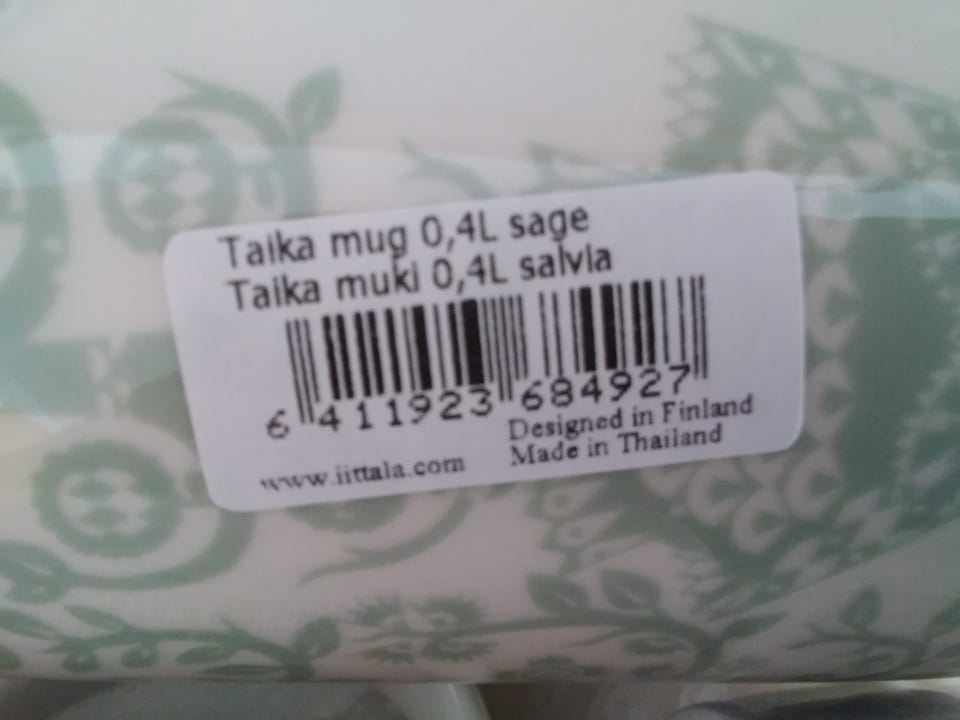 Taika mug 0,4L sage
Taika muki 0,4L salvia
6 411923 684927
Designed in Finland
www.iittala.com Made in Thailand